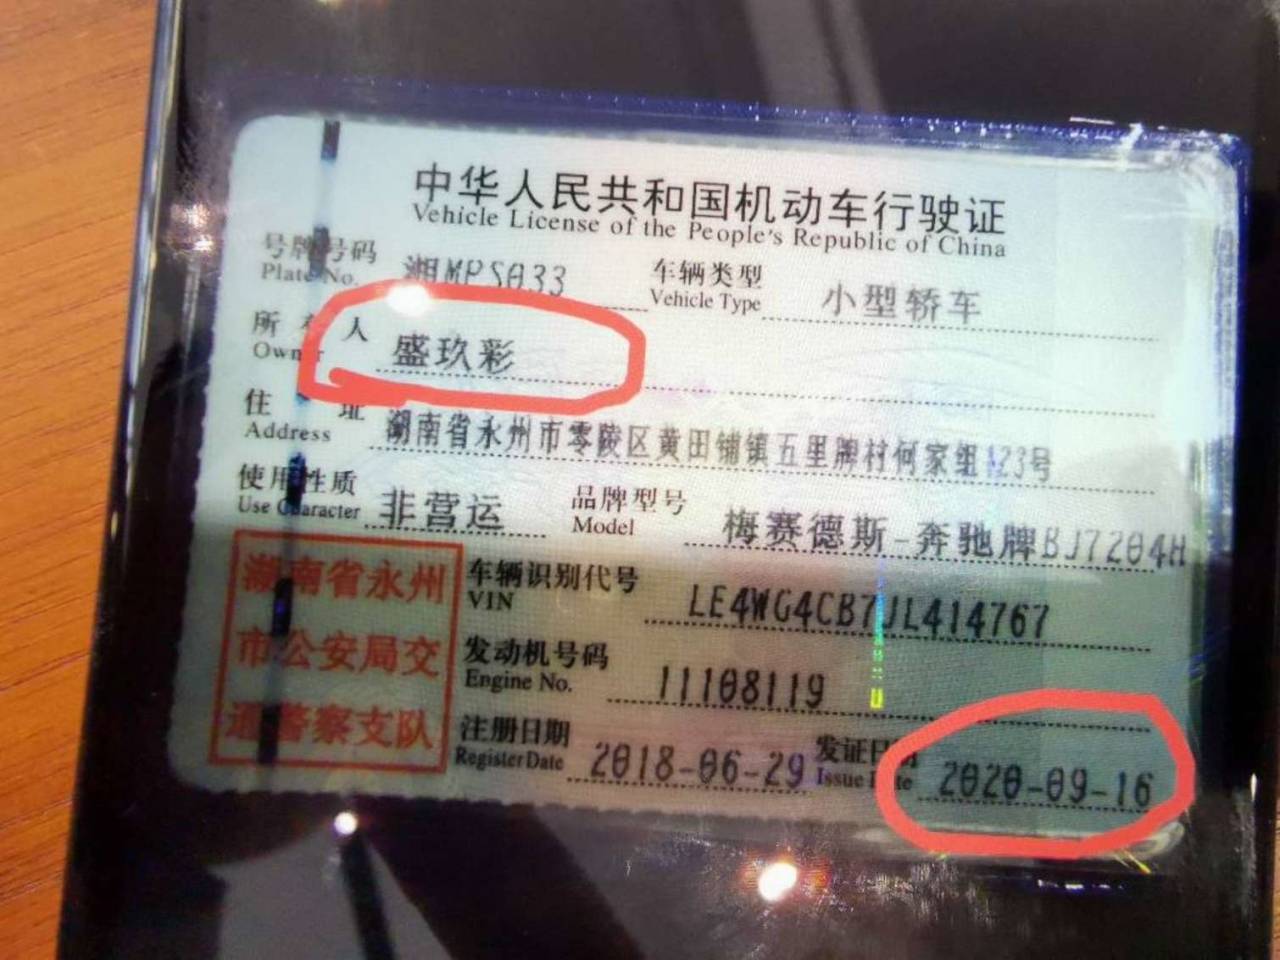 中华人民共和国机动车行驶证
Vehicle License of the People's Republic of China
号牌号码 湘MPS033 车辆类型 小型轿车
Plate No. Vehicle Type
所有人 盛玖彩
Owner
住址 湖南省永州市零陵区黄田铺镇五里牌村何家组123号
Address
使用性质 非营运 品牌型号 梅赛德斯-奔驰牌BJ7204H
Use Character Model
湖南省永州
市公安局交
通警察支队
车辆识别代号 LE4WG4CB7JL414767
VIN
发动机号码 11108119
Engine No.
注册日期 2018-06-29 发证日期 2020-09-16
Register Date Issue Date